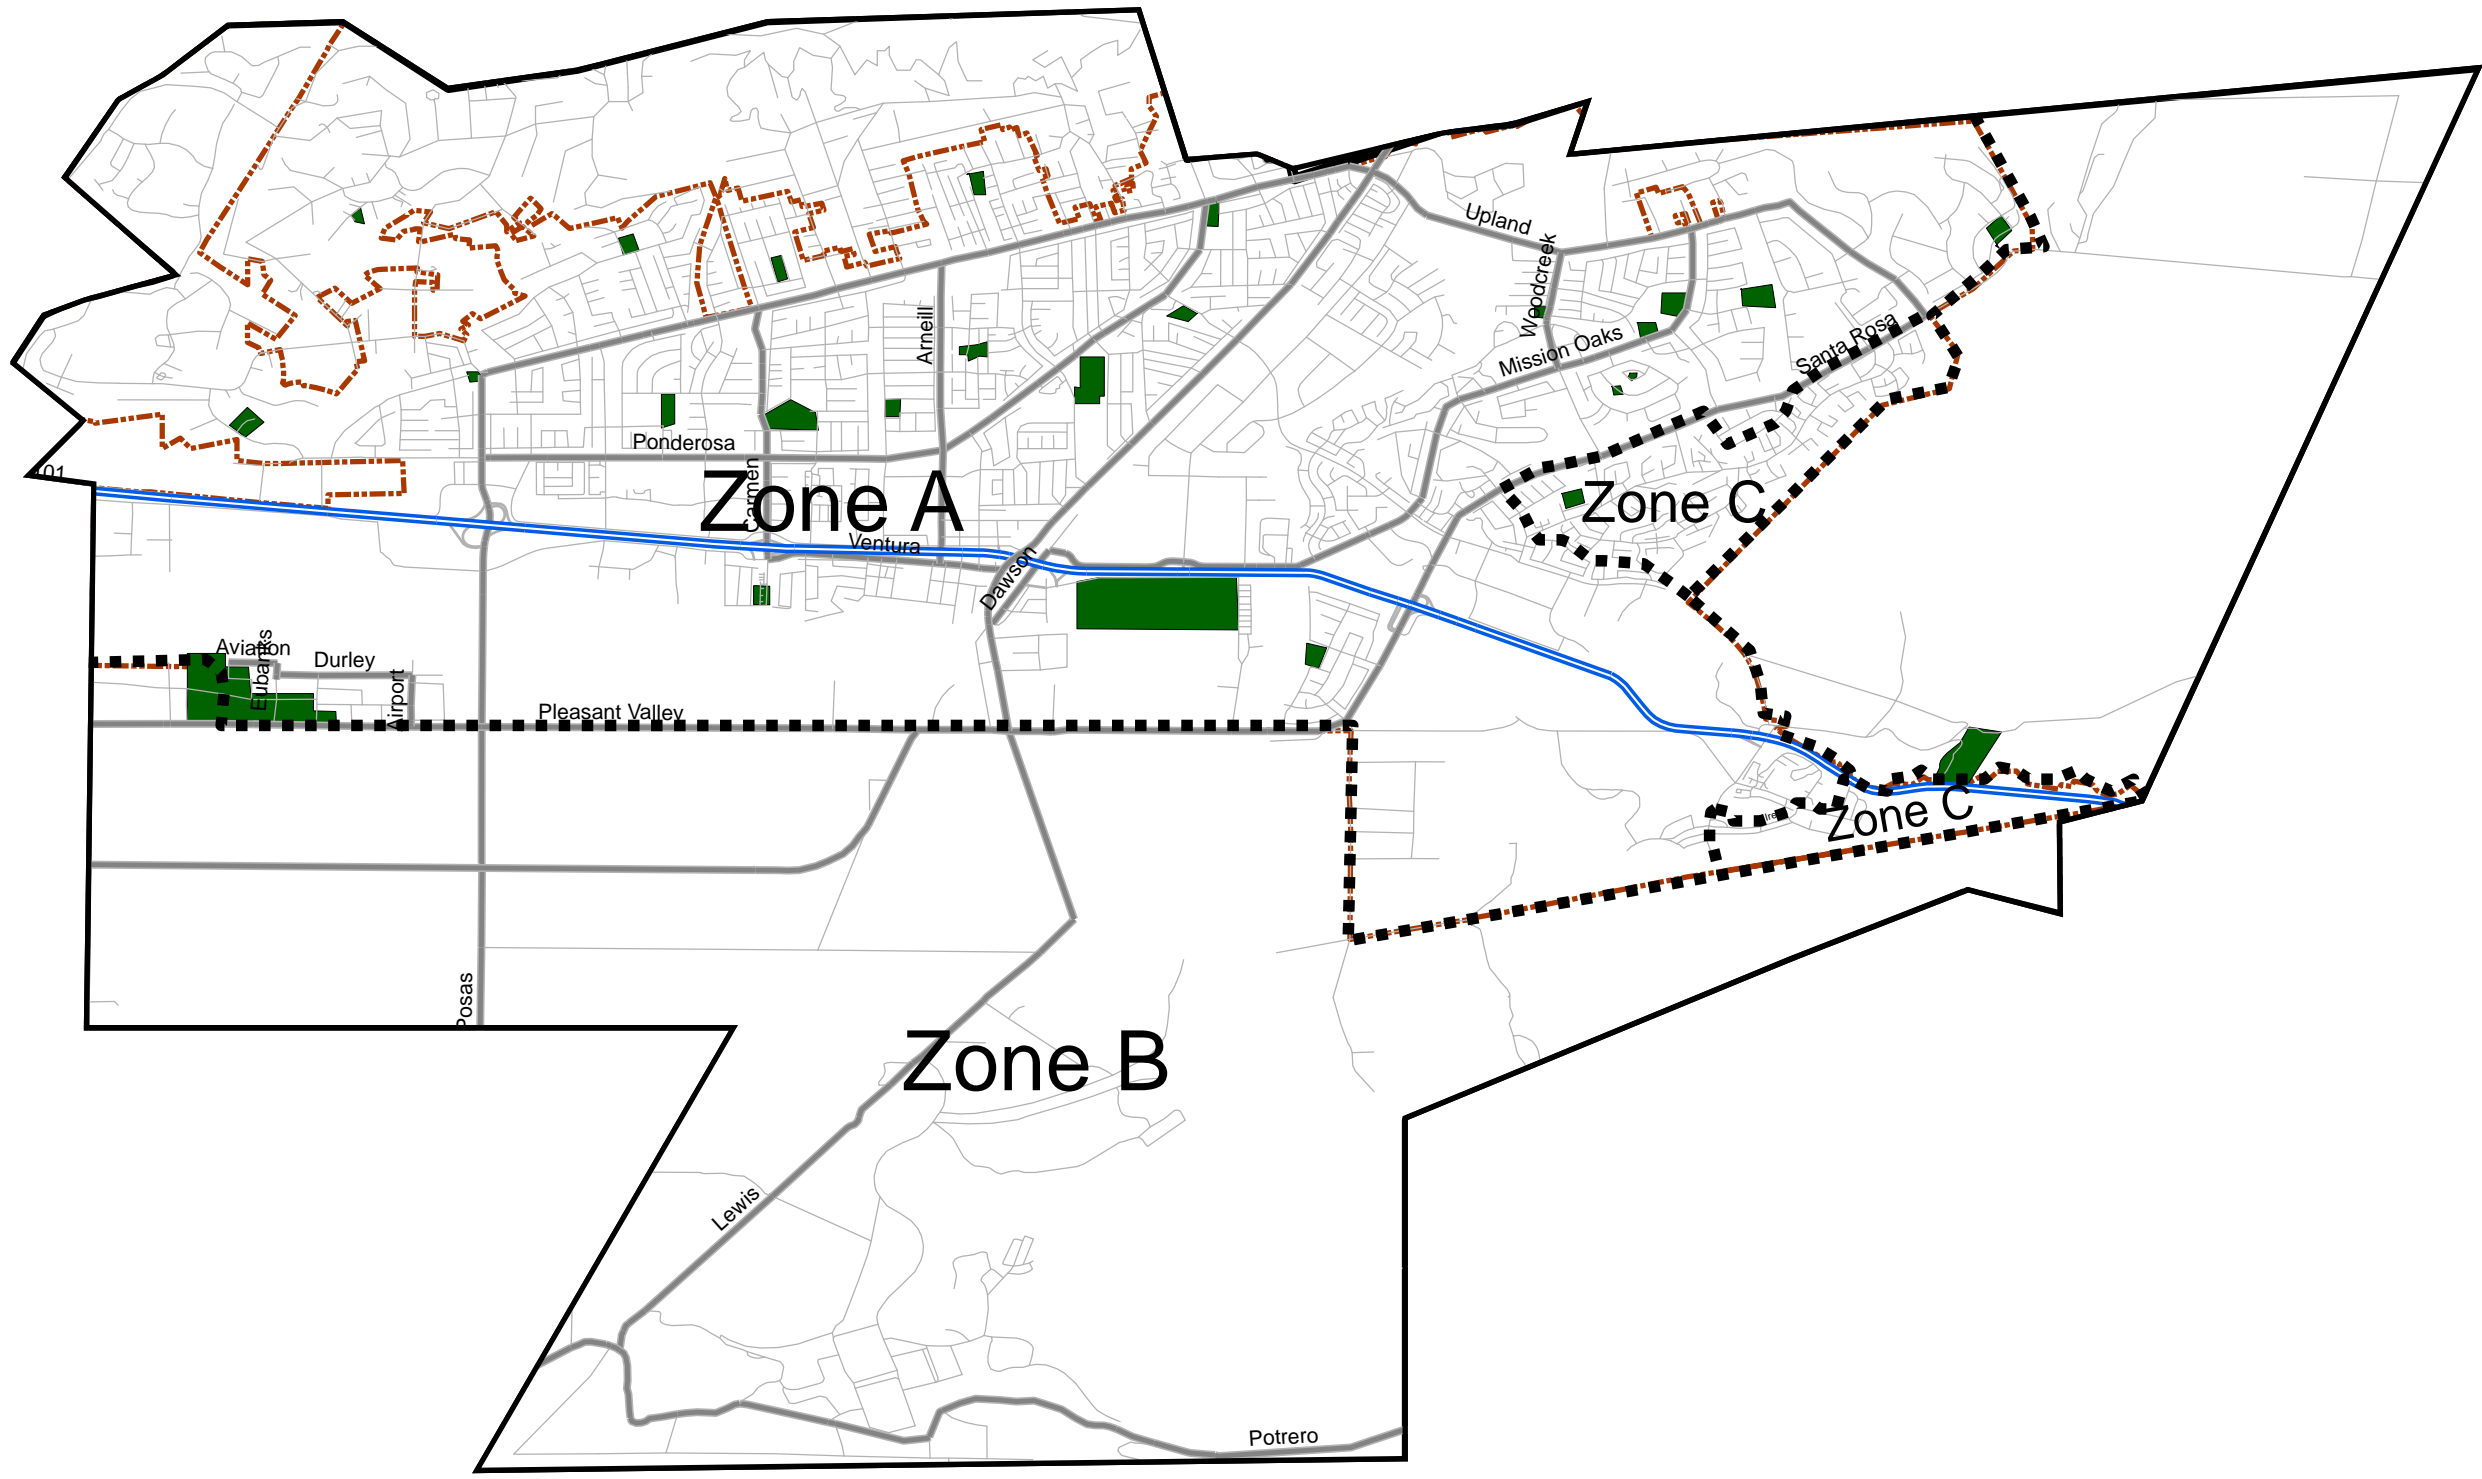 Upland
Woodcreek
Arneill
Mission Oaks
Santa Rosa
Ponderosa
101
Carmen
Zone A
Zone C
Ventura
Dawson
Aviation
Eubanks
Durley
Airport
Pleasant Valley
Zone C
Posas
Zone B
Lewis
Potrero